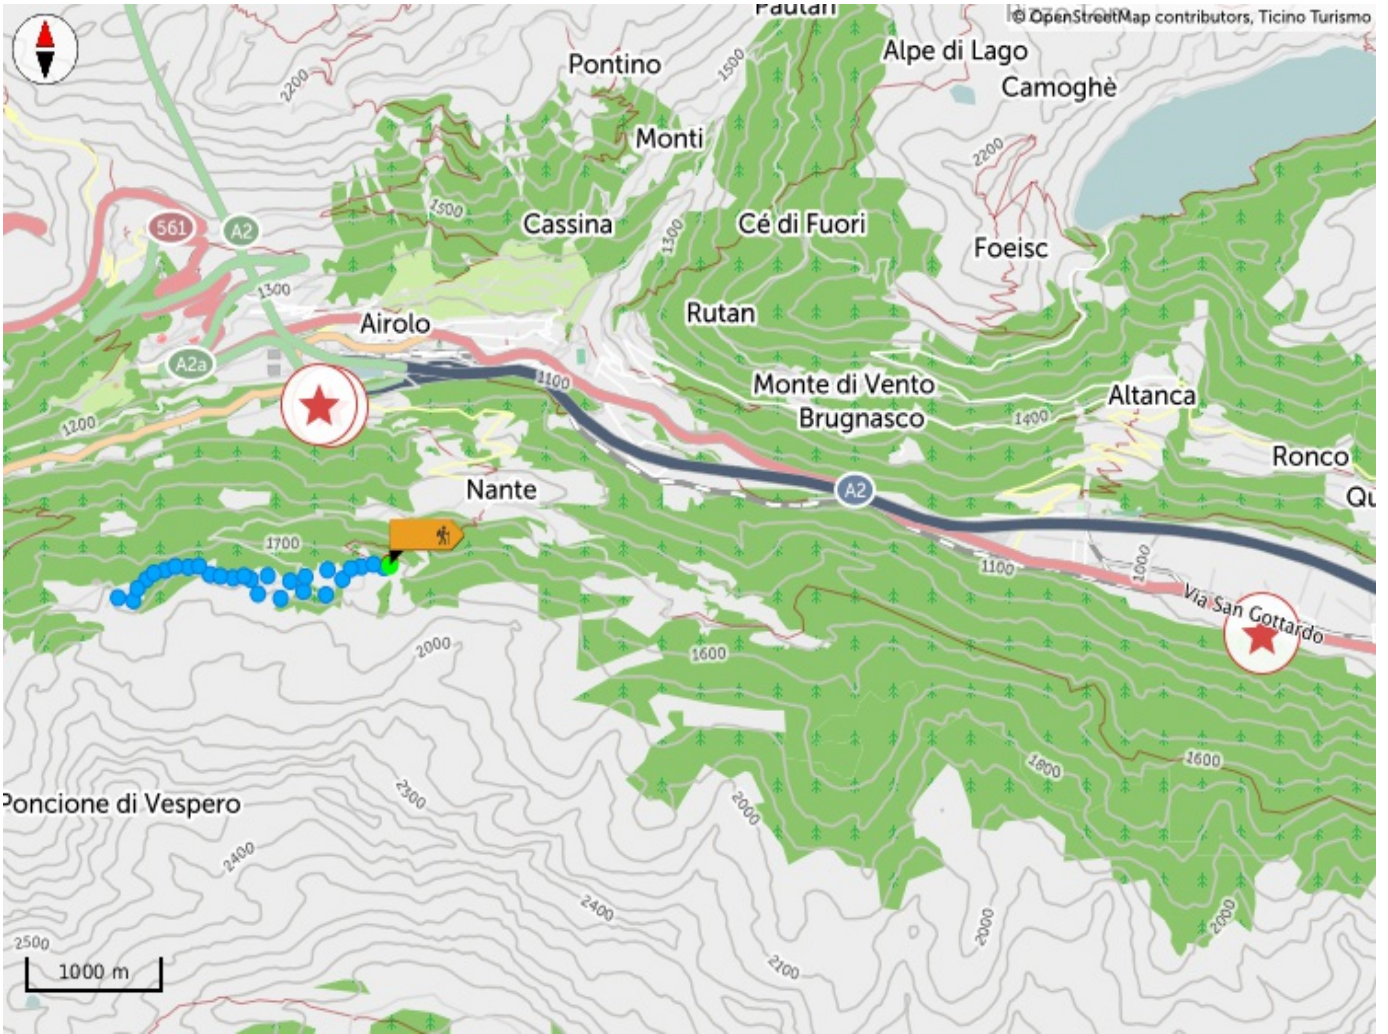 Pautan
© OpenStreetMap contributors, Ticino Turismo
Alpe di Lago
Pontino
1500
2200
Camoghè
Monti
2200
1500
Cassina
Cé di Fuori
561
A2
1300
Foeisc
1300
Rutan
Airolo
A2a
1100
Monte di Vento
Altanca
1200
Brugnasco
1400
Ronco
Nante
A2
Qu
1700
1100
1000
Via San Gottardo
2000
1600
1600
1800
2300
Poncione di Vespero
2000
2400
2400
2000
2000
2500
1000 m
2100